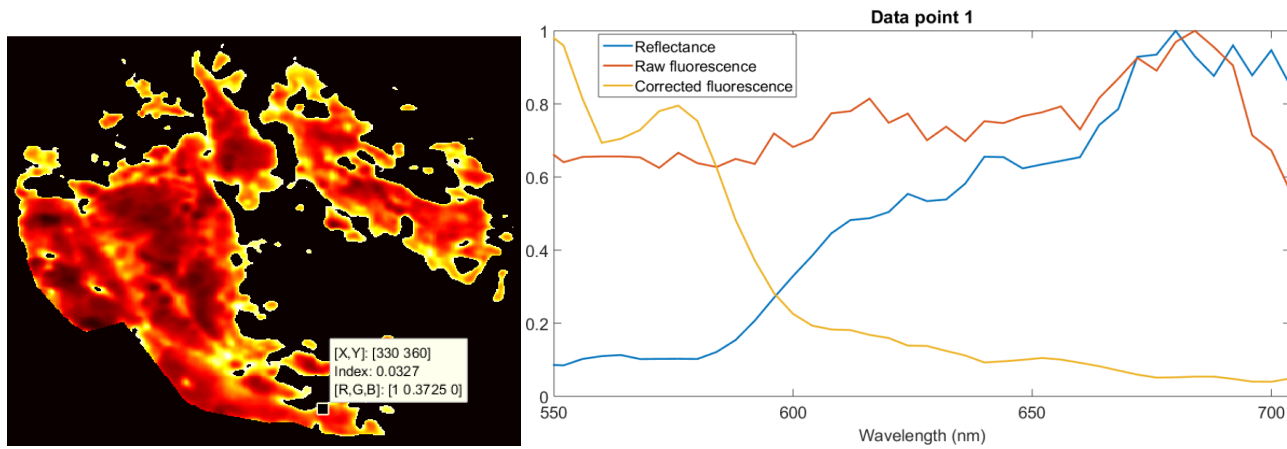 [X,Y]: [330 360]
Index: 0.0327
[R,G,B]: [1 0.3725 0]
Data point 1
Reflectance
Raw fluorescence
Corrected fluorescence
1
0.8
0.6
0.4
0.2
0
550 600 650 700
Wavelength (nm)